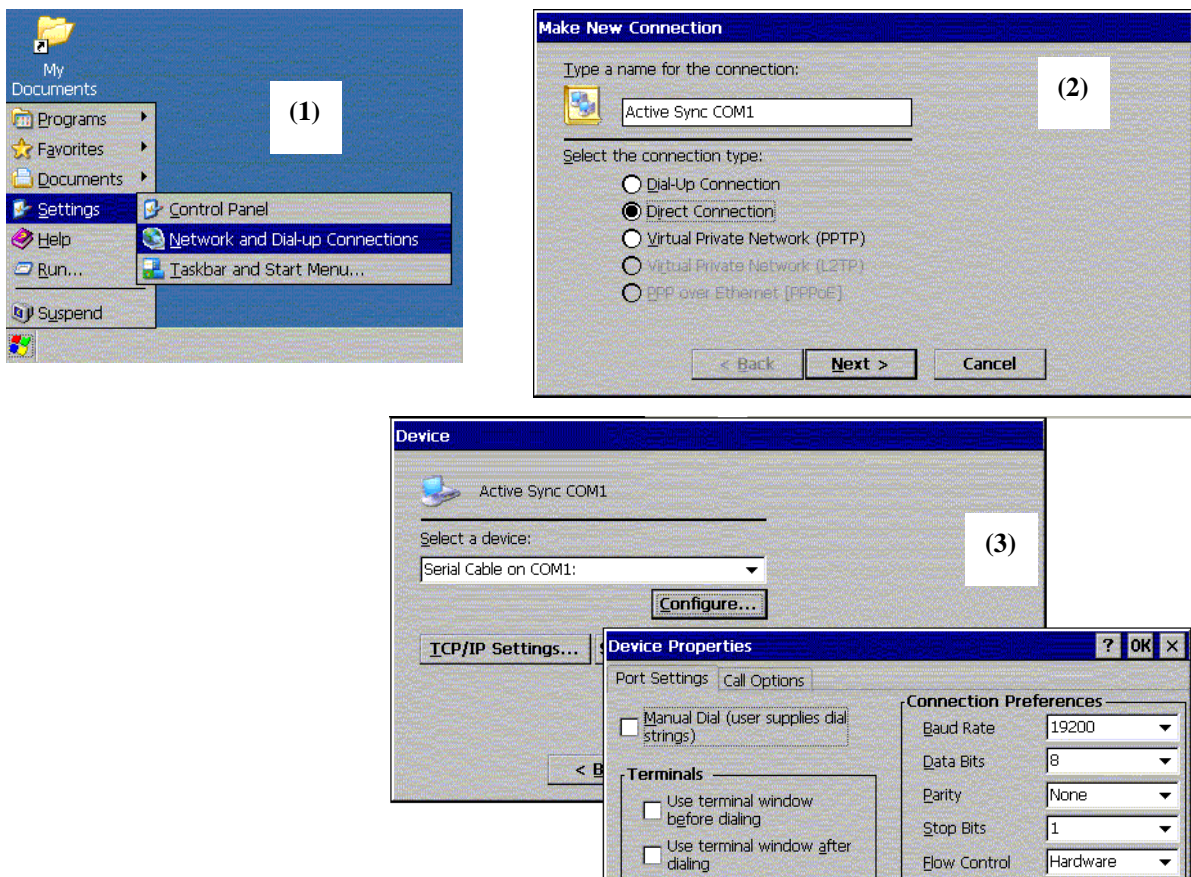 My
Documents
(1)
Programs
Favorites
Documents
Settings
Control Panel
Help
Network and Dial-up Connections
Run...
Taskbar and Start Menu...
Suspend
Make New Connection
Type a name for the connection:
(2)
Active Sync COM1
Select the connection type:
Dial-Up Connection
Direct Connection
Virtual Private Network (PPTP)
Virtual Private Network (L2TP)
PPP over Ethernet [PPPoE]
< Back Next > Cancel
Device
Active Sync COM1
(3)
Select a device:
Serial Cable on COM1:
Configure...
TCP/IP Settings...
< B
Device Properties ? OK ×
Port Settings Call Options
Manual Dial (user supplies dial
strings)
Terminals
Use terminal window
before dialing
Use terminal window after
dialing
Connection Preferences
Baud Rate 19200
Data Bits 8
Parity None
Stop Bits 1
Flow Control Hardware